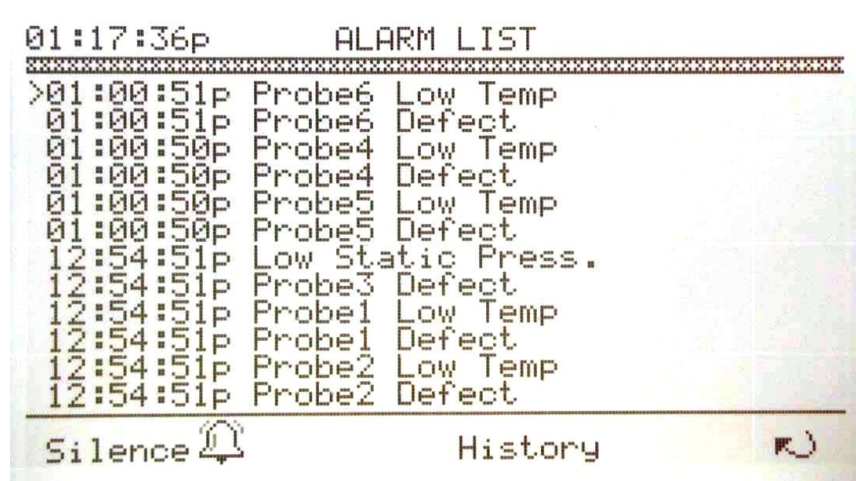 01:17:36p ALARM LIST
>01:00:51p Probe6 Low Temp
01:00:51p Probe6 Defect
01:00:50p Probe4 Low Temp
01:00:50p Probe4 Defect
01:00:50p Probe5 Low Temp
01:00:50p Probe5 Defect
12:54:51p Low Static Press.
12:54:51p Probe3 Defect
12:54:51p Probe1 Low Temp
12:54:51p Probe1 Defect
12:54:51p Probe2 Low Temp
12:54:51p Probe2 Defect
Silence History